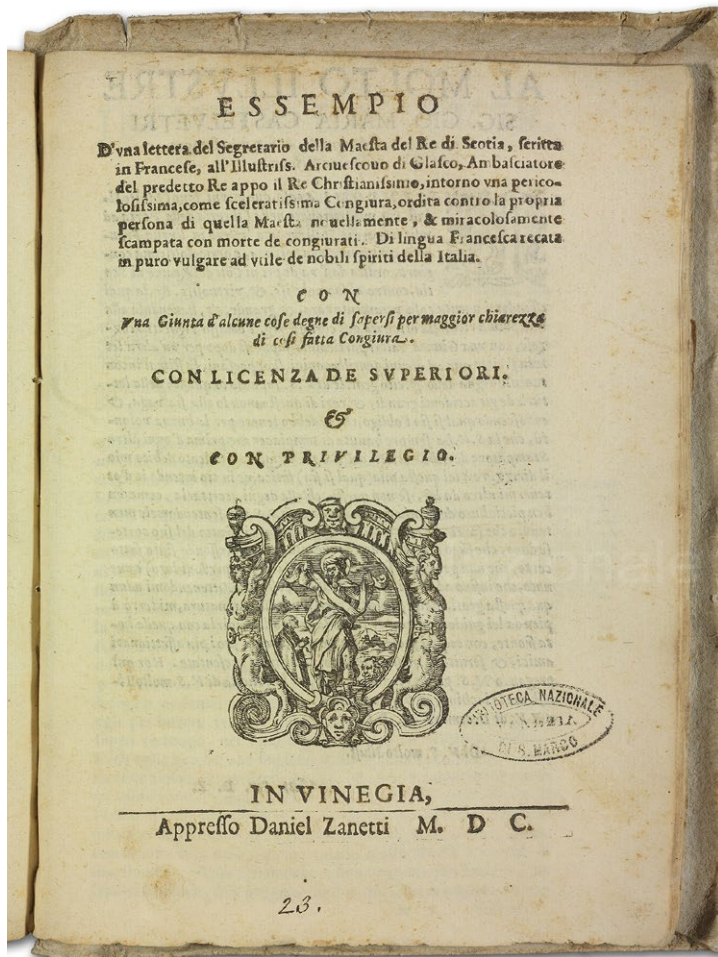 ESSEMPIO
D'vna lettera del Segretario della Maesta del Re di Scotia, scritta
in Francese, all'Illustriss. Arciuescouo di Glasco, Ambasciatore
del predetto Re appo il Re Christianissimo, intorno vna perico-
losissima, come sceleratissima Congiura, ordita contro la propria
persona di quella Maesta nouellamente, & miracolosamente
scampata con morte de congiurati. Di lingua Francesca recata
in puro vulgare ad vtile de nobili spiriti della Italia.
CON
vna Giunta d'alcune cose degne di sapersi per maggior chiarezza
di cosi fatta Congiura.
CON LICENZA DE SVPERIORI.
&
CON PRIVILEGIO.
BIBLIOTECA NAZIONALE
DI S. MARCO
IN VINEGIA,
Appresso Daniel Zanetti M. D C.
23.